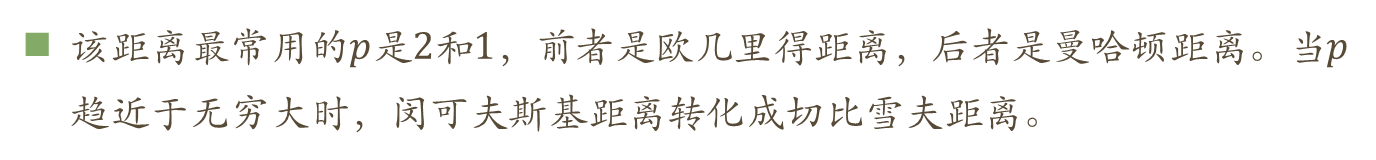 该距离最常用的p是2和1，前者是欧几里得距离，后者是曼哈顿距离。当p
趋近于无穷大时，闵可夫斯基距离转化成切比雪夫距离。